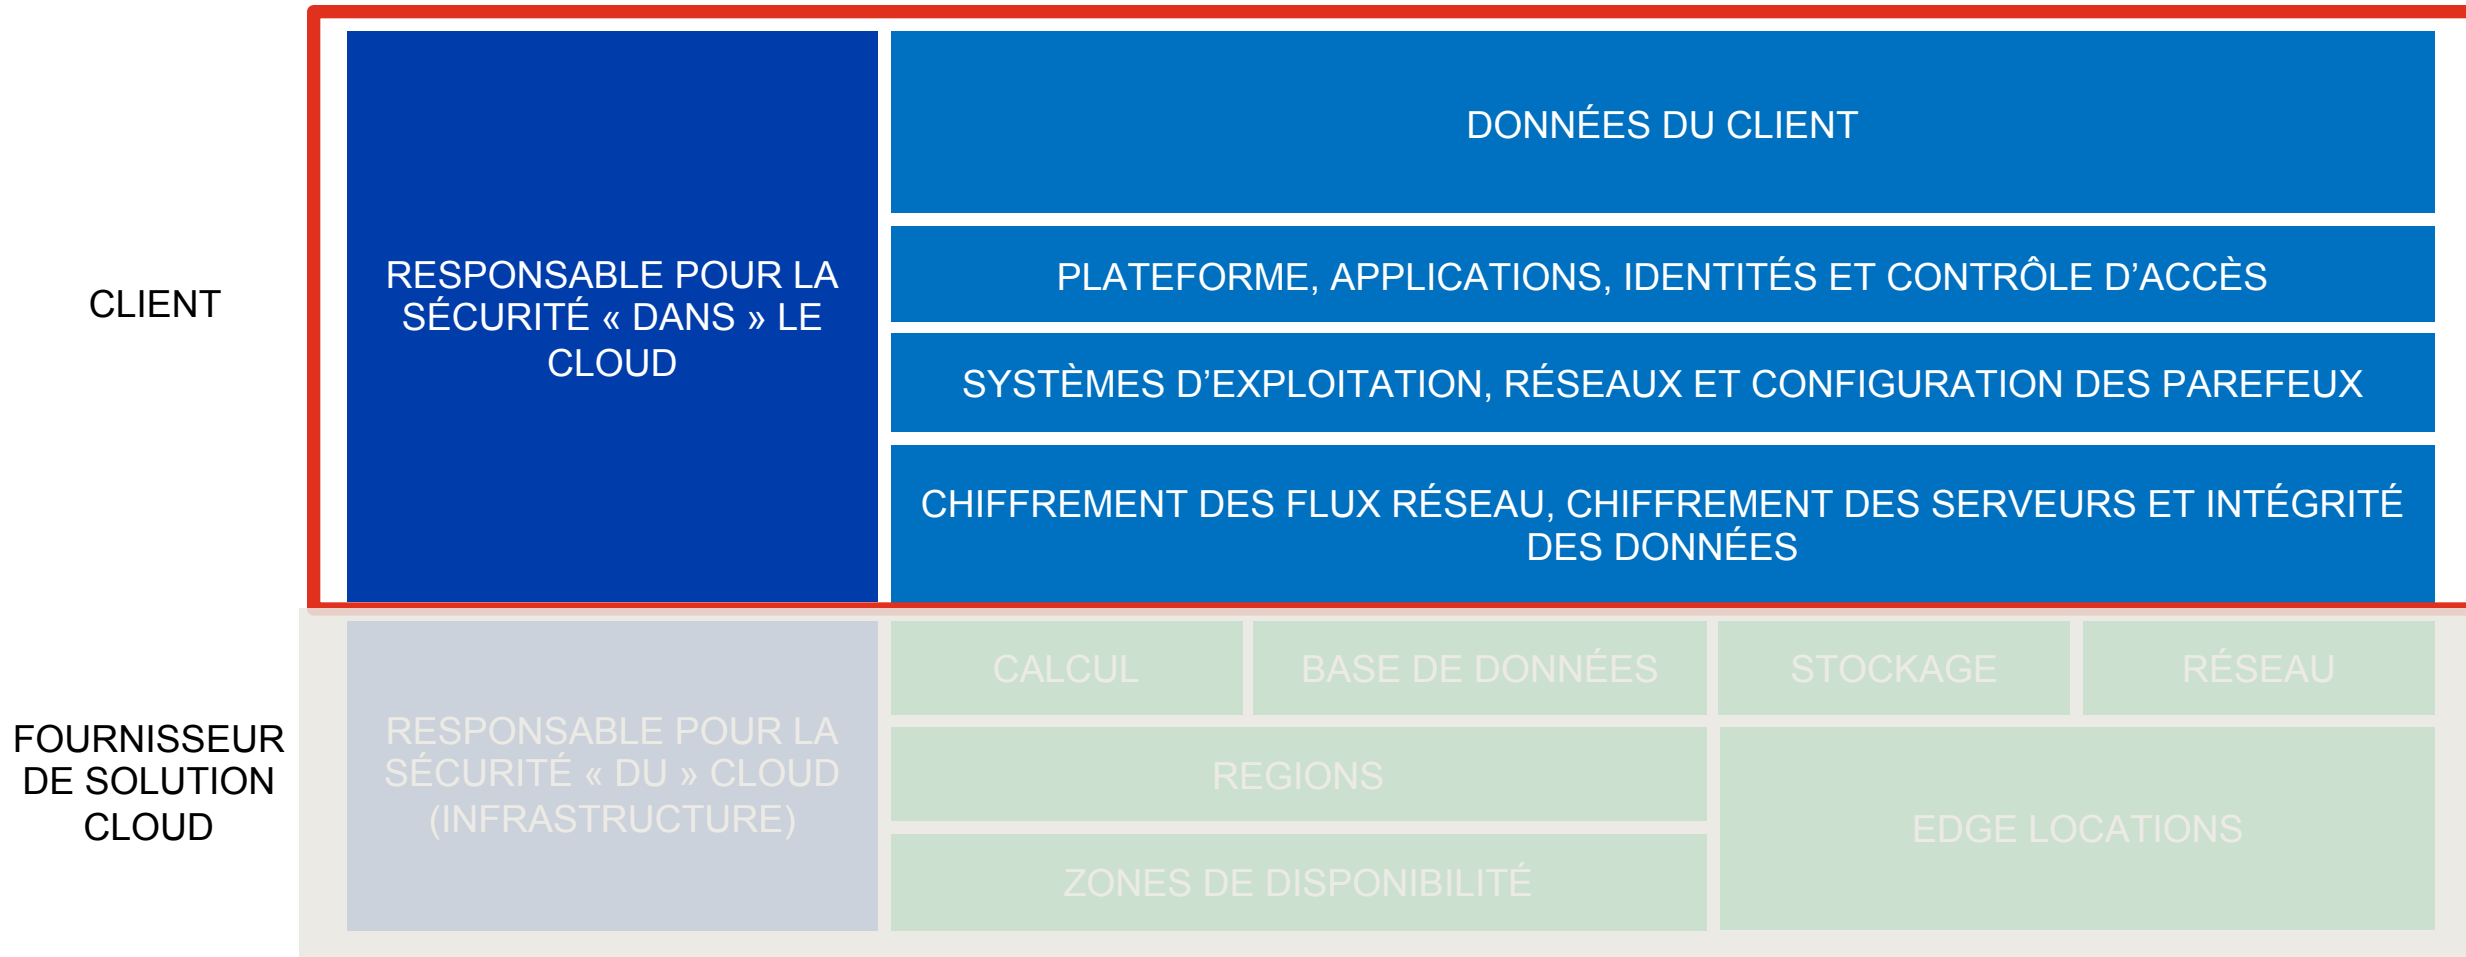 CLIENT
RESPONSABLE POUR LA
SÉCURITÉ « DANS » LE
CLOUD
DONNÉES DU CLIENT
PLATEFORME, APPLICATIONS, IDENTITÉS ET CONTRÔLE D’ACCÈS
SYSTÈMES D’EXPLOITATION, RÉSEAUX ET CONFIGURATION DES PAREFEUX
CHIFFREMENT DES FLUX RÉSEAU, CHIFFREMENT DES SERVEURS ET INTÉGRITÉ
DES DONNÉES
FOURNISSEUR
DE SOLUTION
CLOUD
RESPONSABLE POUR LA
SÉCURITÉ « DU » CLOUD
(INFRASTRUCTURE)
CALCUL
BASE DE DONNÉES
STOCKAGE
RÉSEAU
REGIONS
ZONES DE DISPONIBILITÉ
EDGE LOCATIONS